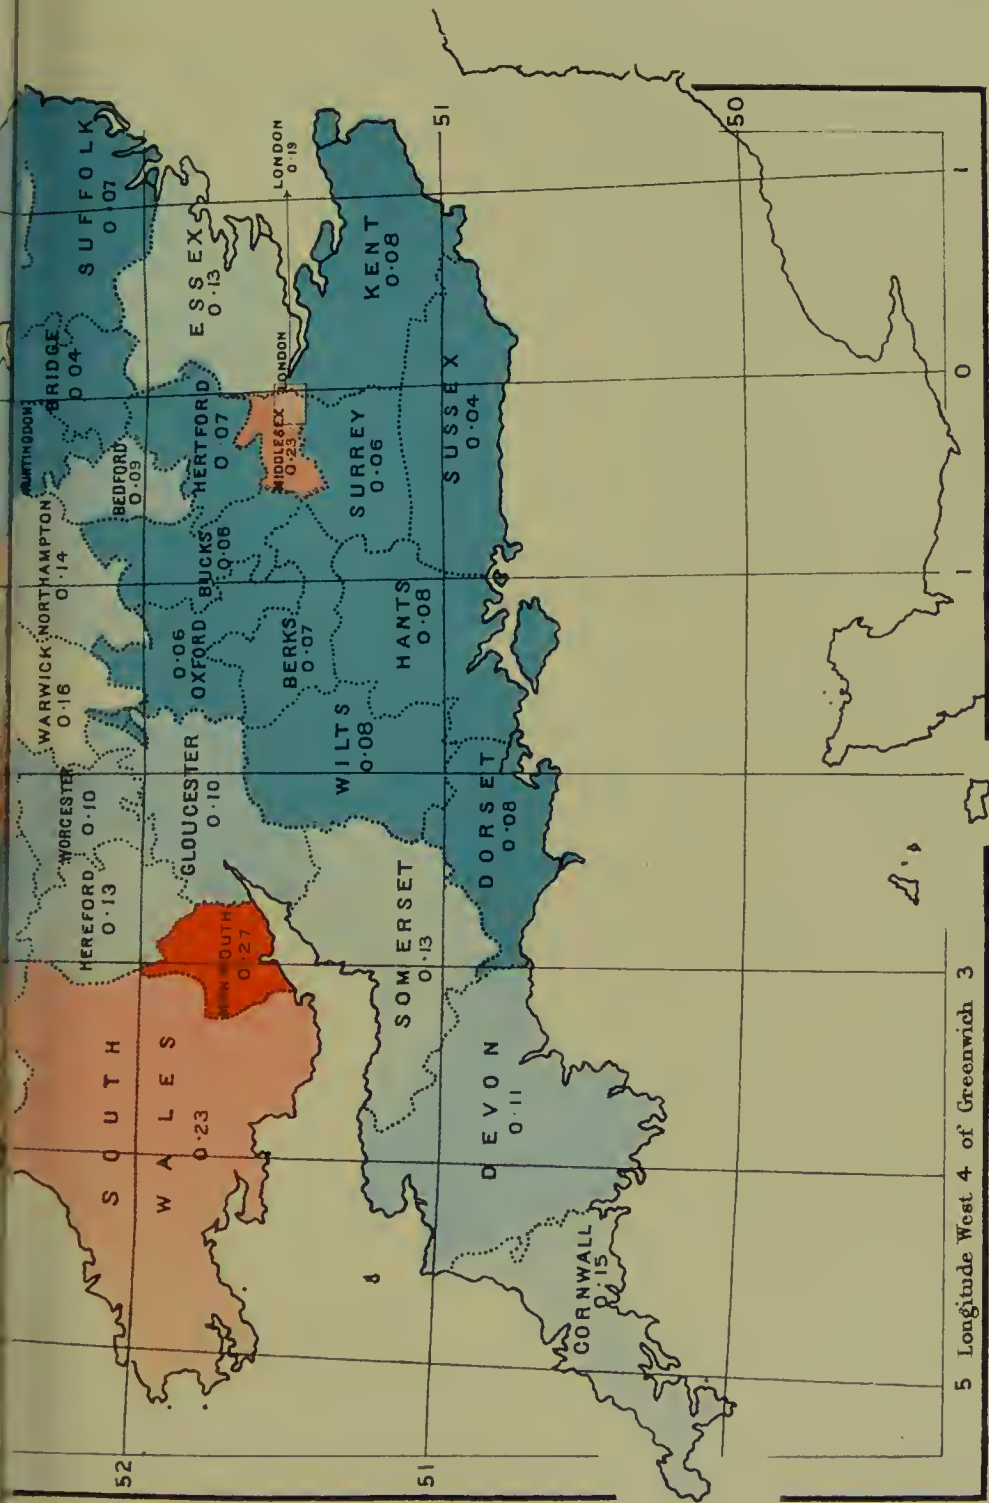 SUFFOLK
0·07
BRIDGE
0·04
HUNTINGDON
ESSEX
0·13
LONDON
0·19
LONDON
MIDDLESEX
0·23
HERTFORD
0·07
BEDFORD
0·09
NORTHAMPTON
0·14
WARWICK
0·16
BUCKS
OXFORD
0·06
BERKS
0·07
KENT
0·08
SURREY
0·06
SUSSEX
0·04
HANTS
0·08
WILTS
0·08
DORSET
0·08
WORCESTER
0·10
GLOUCESTER
0·10
HEREFORD
0·13
MONMOUTH
0·27
SOUTH
WALES
0·23
SOMERSET
0·13
DEVON
0·11
CORNWALL
0·15
52
51
51
50
5 Longitude West 4 of Greenwich 3
1
0
1